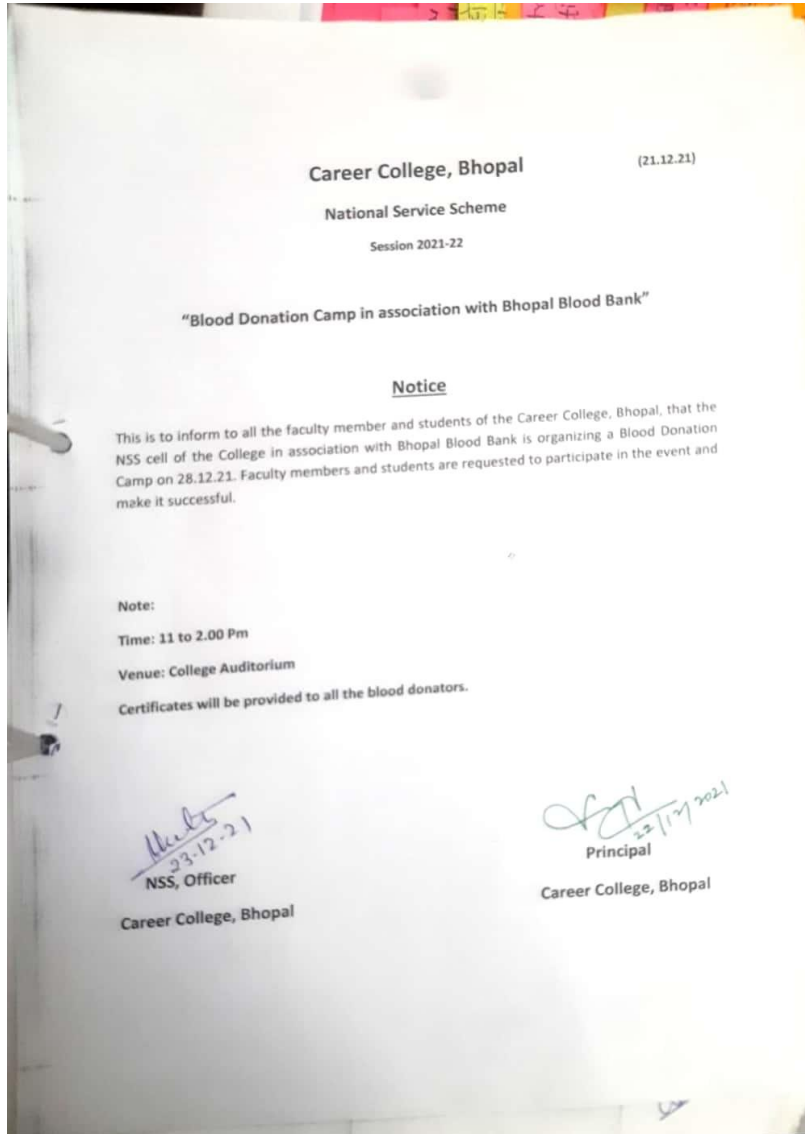 Career College, Bhopal (21.12.21)
National Service Scheme
Session 2021-22
“Blood Donation Camp in association with Bhopal Blood Bank”
Notice
This is to inform to all the faculty member and students of the Career College, Bhopal, that the
NSS cell of the College in association with Bhopal Blood Bank is organizing a Blood Donation
Camp on 28.12.21. Faculty members and students are requested to participate in the event and
make it successful.
Note:
Time: 11 to 2.00 Pm
Venue: College Auditorium
Certificates will be provided to all the blood donators.
23-12-21
22/12/2021
NSS, Officer
Principal
Career College, Bhopal
Career College, Bhopal